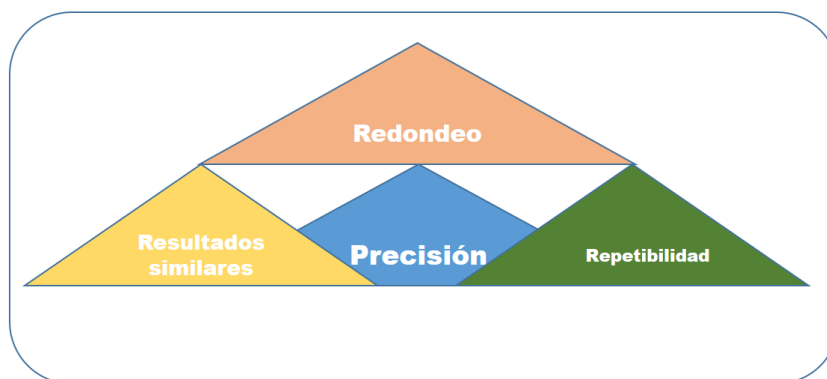 Redondeo
Resultados
similares
Precisión
Repetibilidad